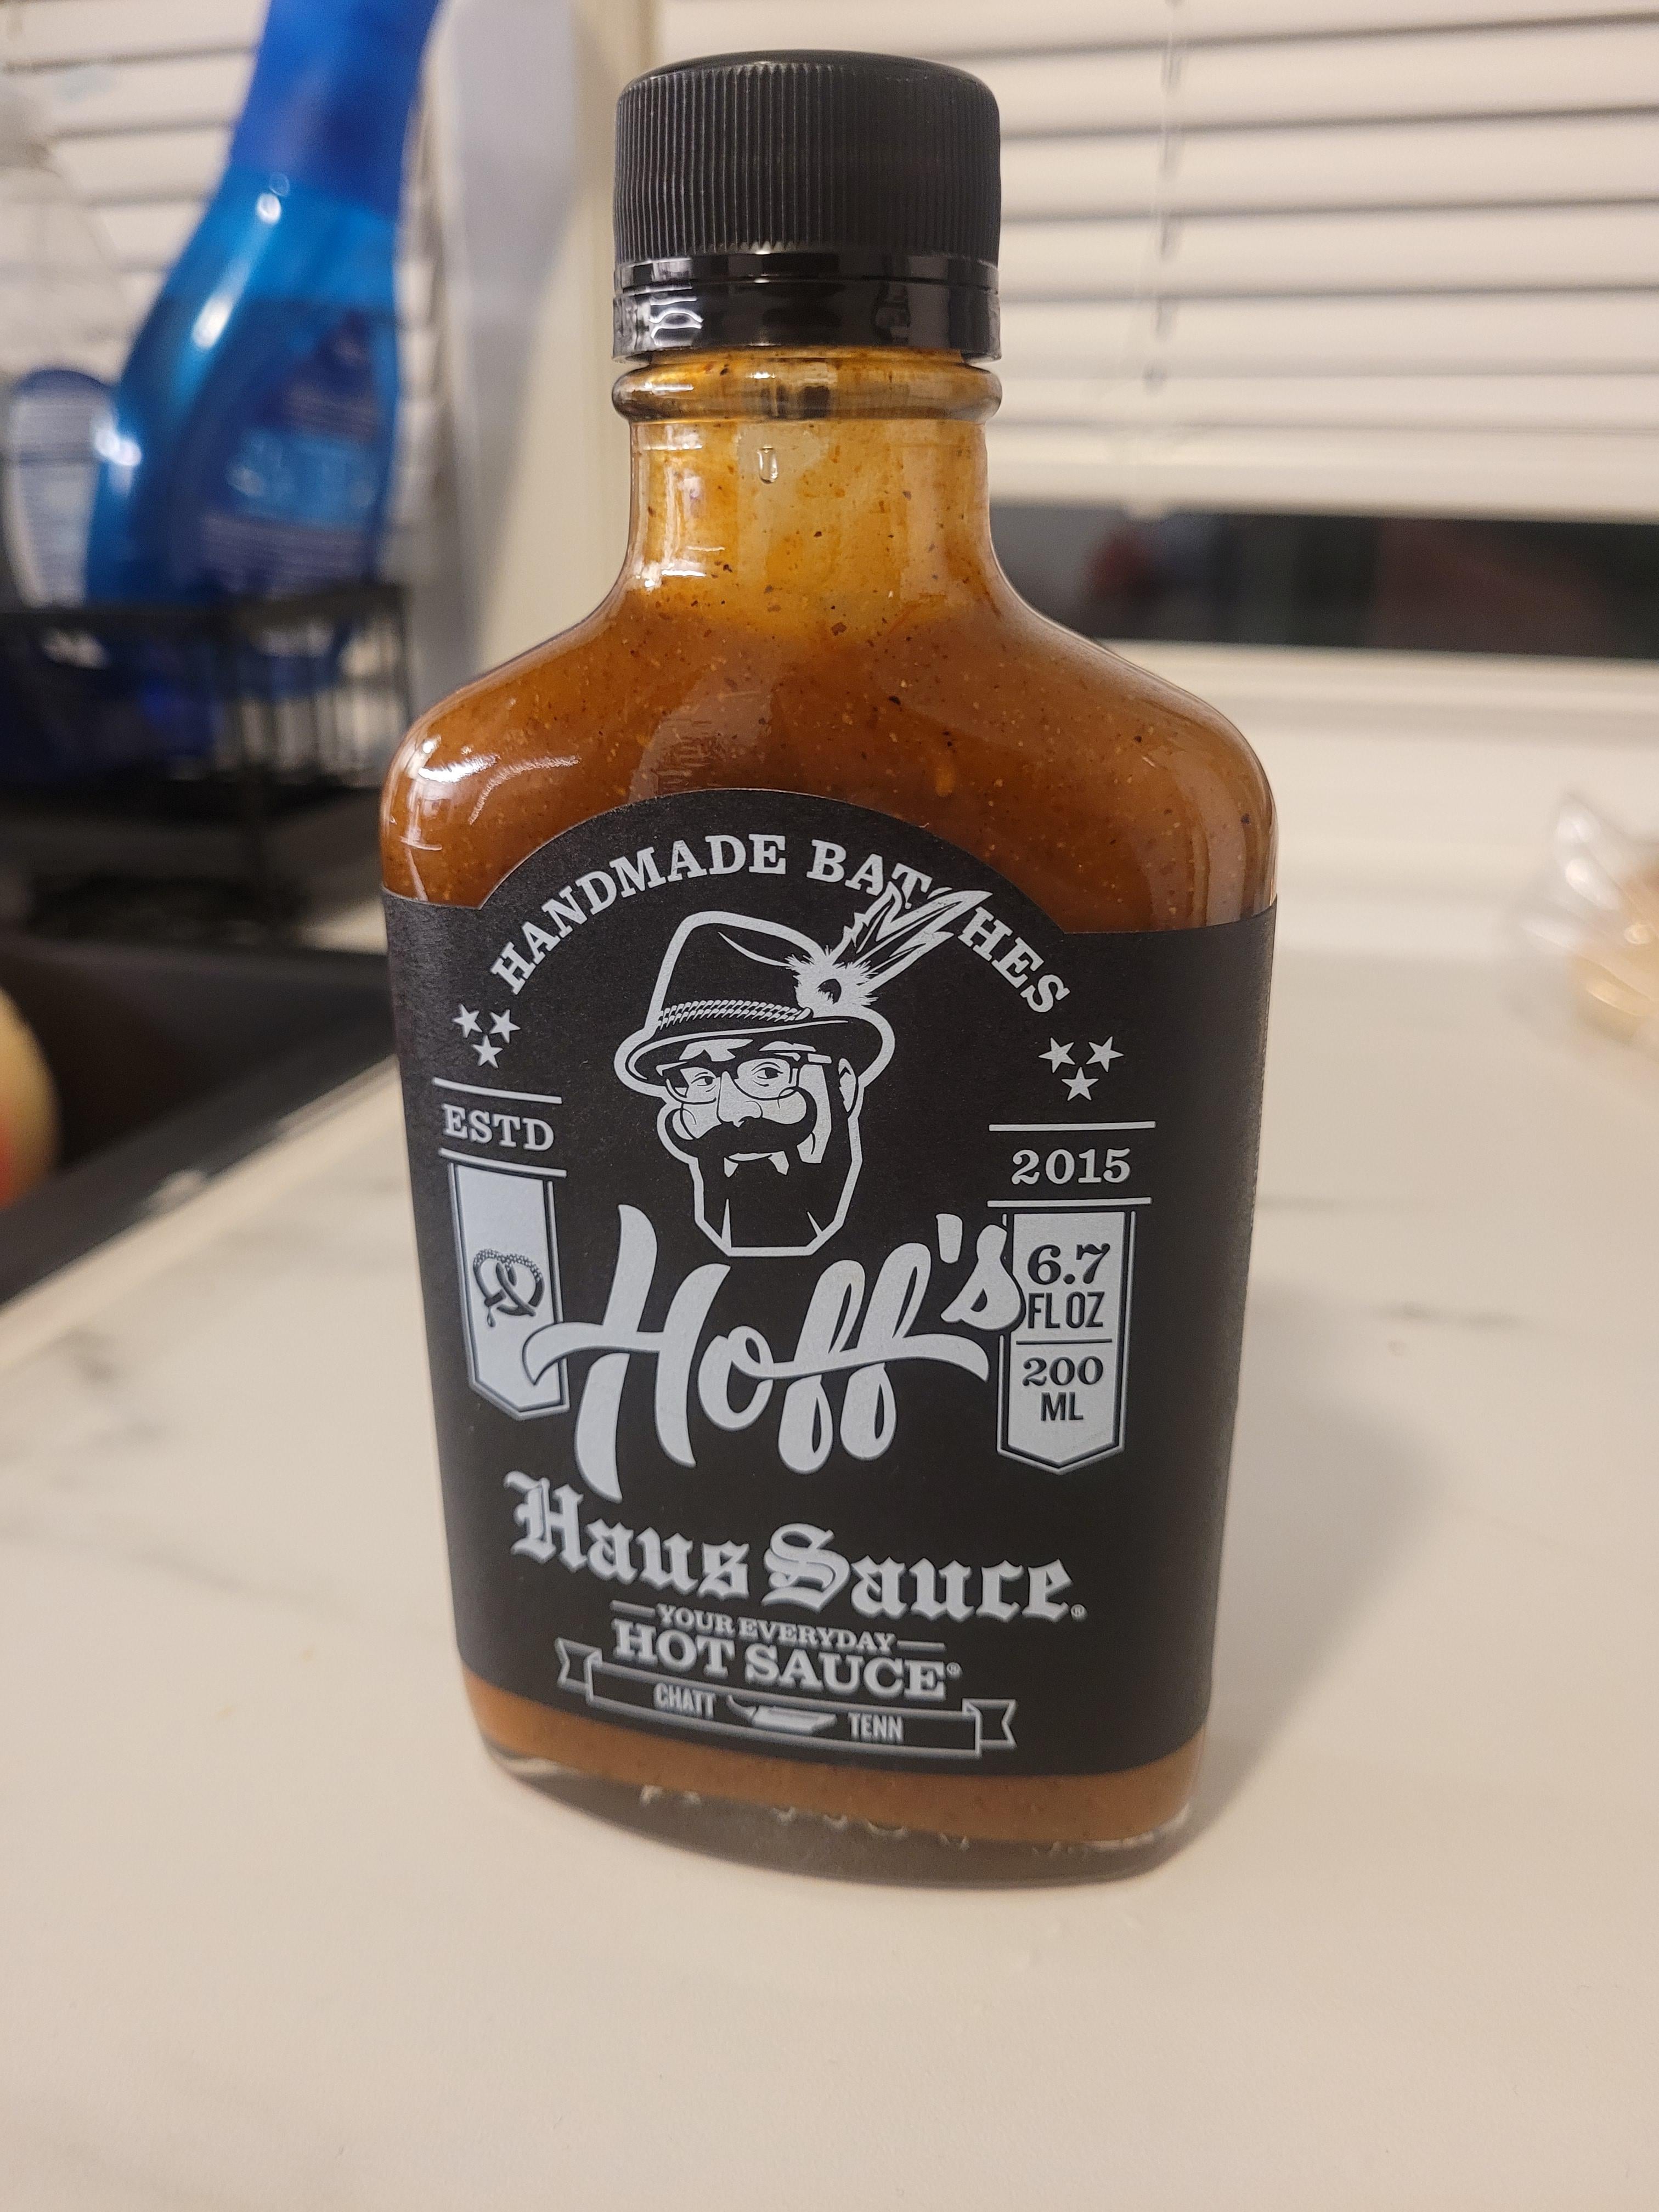 HANDMADE BATCHES
ESTD
2015
6.7
FL OZ
200
ML
Hoff's
Haus Sauce®
YOUR EVERYDAY
HOT SAUCE®
CHATT TENN